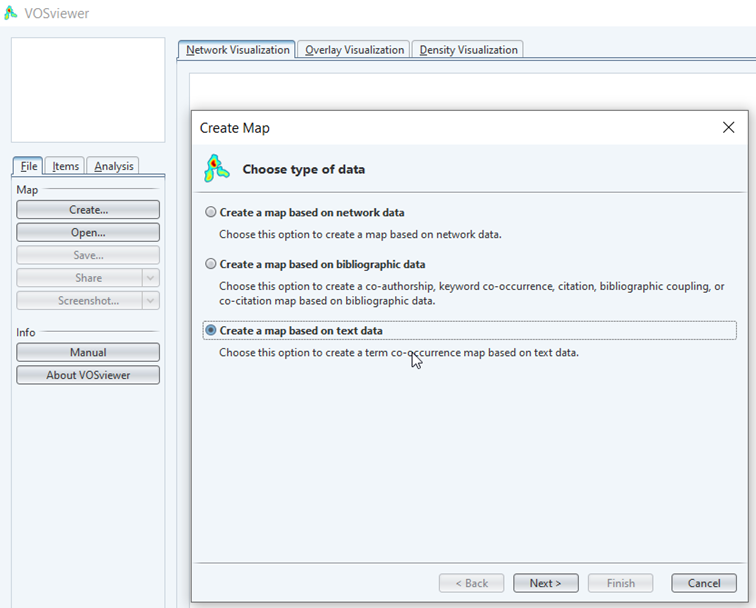 VOSviewer
Network Visualization
Overlay Visualization
Density Visualization
File
Items
Analysis
Map
Create...
Open...
Save...
Share
Screenshot...
Info
Manual
About VOSviewer
Create Map
Choose type of data
Create a map based on network data
Choose this option to create a map based on network data.
Create a map based on bibliographic data
Choose this option to create a co-authorship, keyword co-occurrence, citation, bibliographic coupling, or
co-citation map based on bibliographic data.
Create a map based on text data
Choose this option to create a term co-occurrence map based on text data.
< Back
Next >
Finish
Cancel